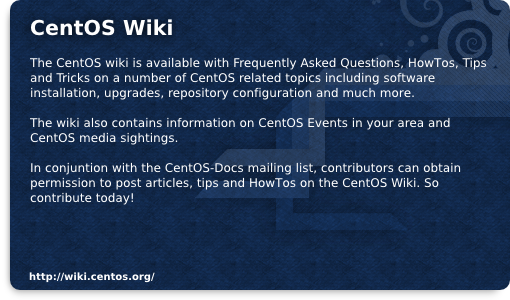 CentOS Wiki
The CentOS wiki is available with Frequently Asked Questions, HowTos, Tips
and Tricks on a number of CentOS related topics including software
installation, upgrades, repository configuration and much more.
The wiki also contains information on CentOS Events in your area and
CentOS media sightings.
In conjuntion with the CentOS-Docs mailing list, contributors can obtain
permission to post articles, tips and HowTos on the CentOS Wiki. So
contribute today!
http://wiki.centos.org/